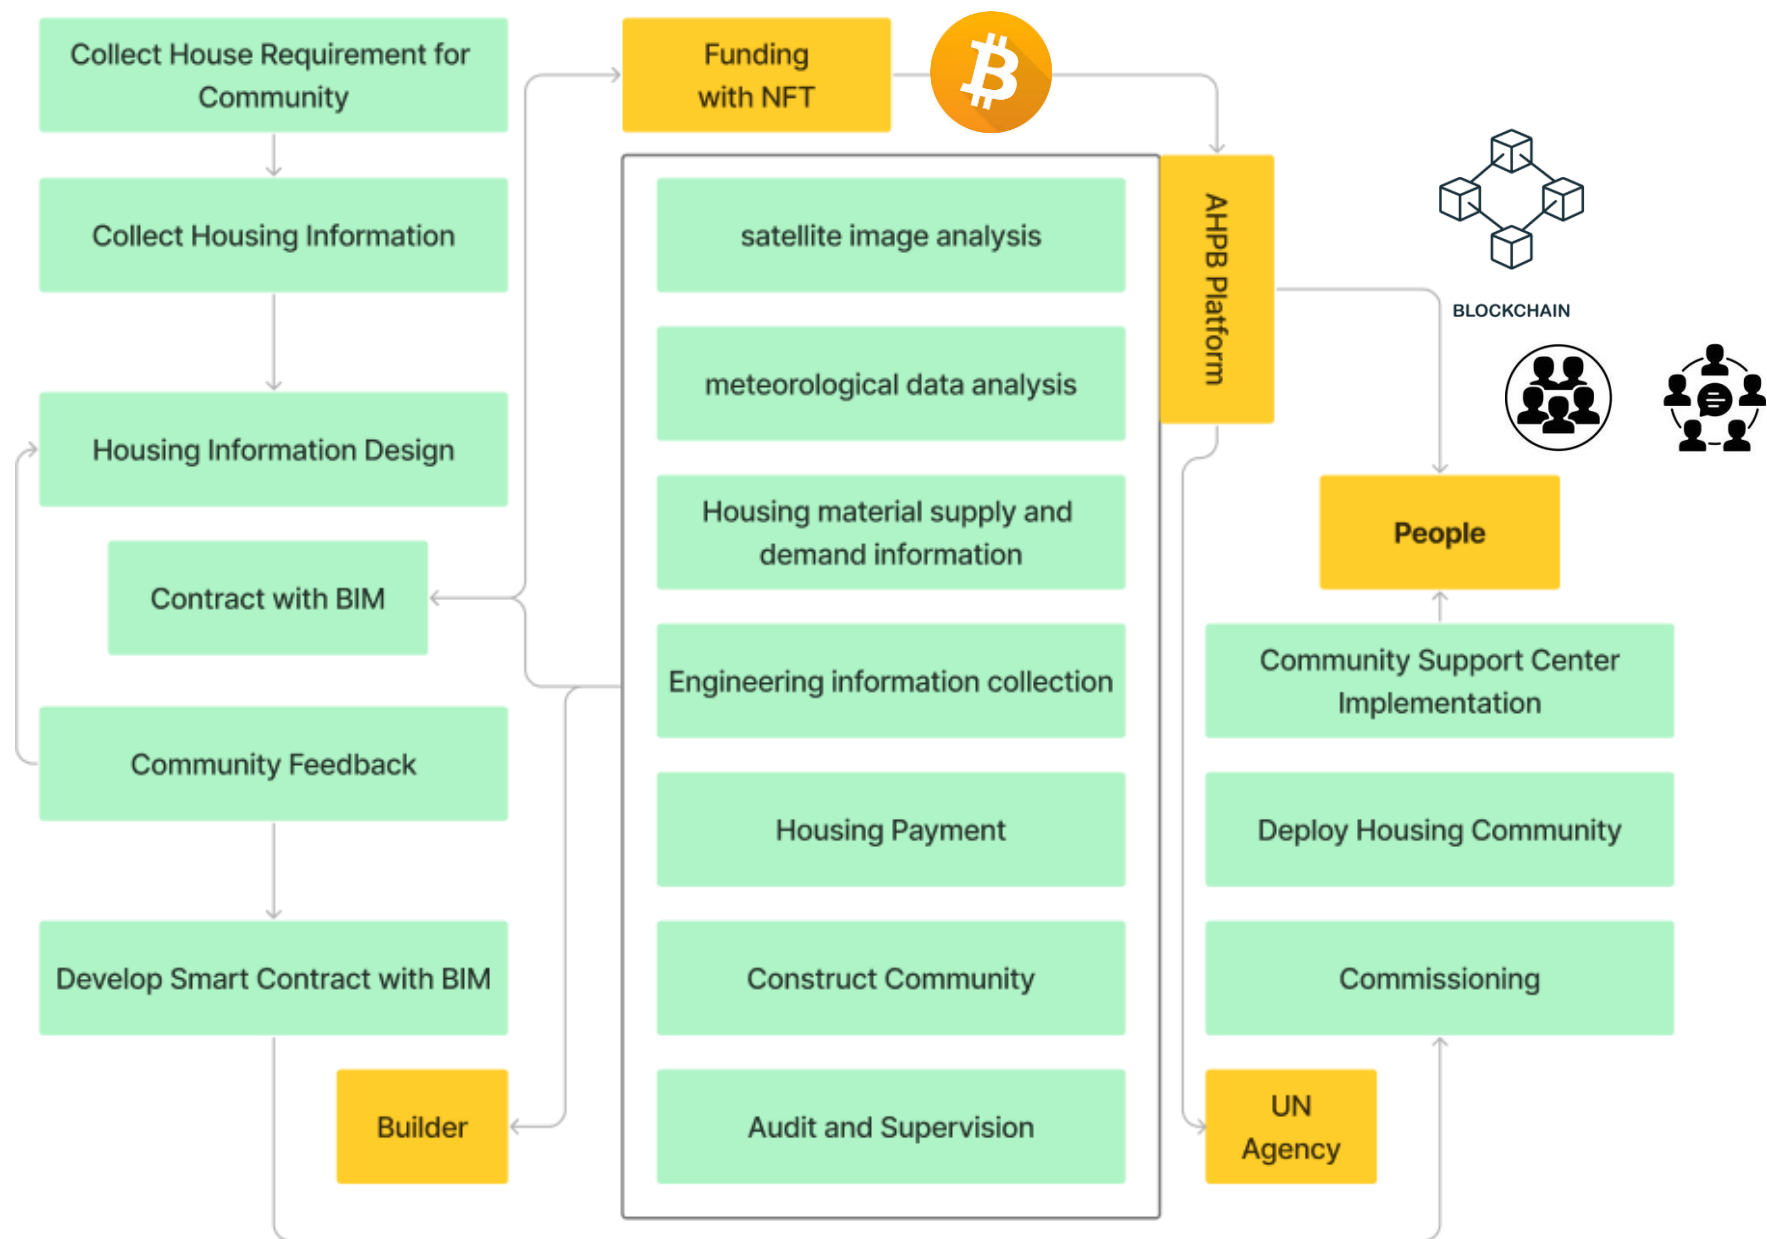 Collect House Requirement for
Community
Collect Housing Information
Housing Information Design
Contract with BIM
Community Feedback
Develop Smart Contract with BIM
Builder
Funding
with NFT
satellite image analysis
meteorological data analysis
Housing material supply and
demand information
Engineering information collection
Housing Payment
Construct Community
Audit and Supervision
AHPB Platform
BLOCKCHAIN
People
Community Support Center
Implementation
Deploy Housing Community
Commissioning
UN
Agency